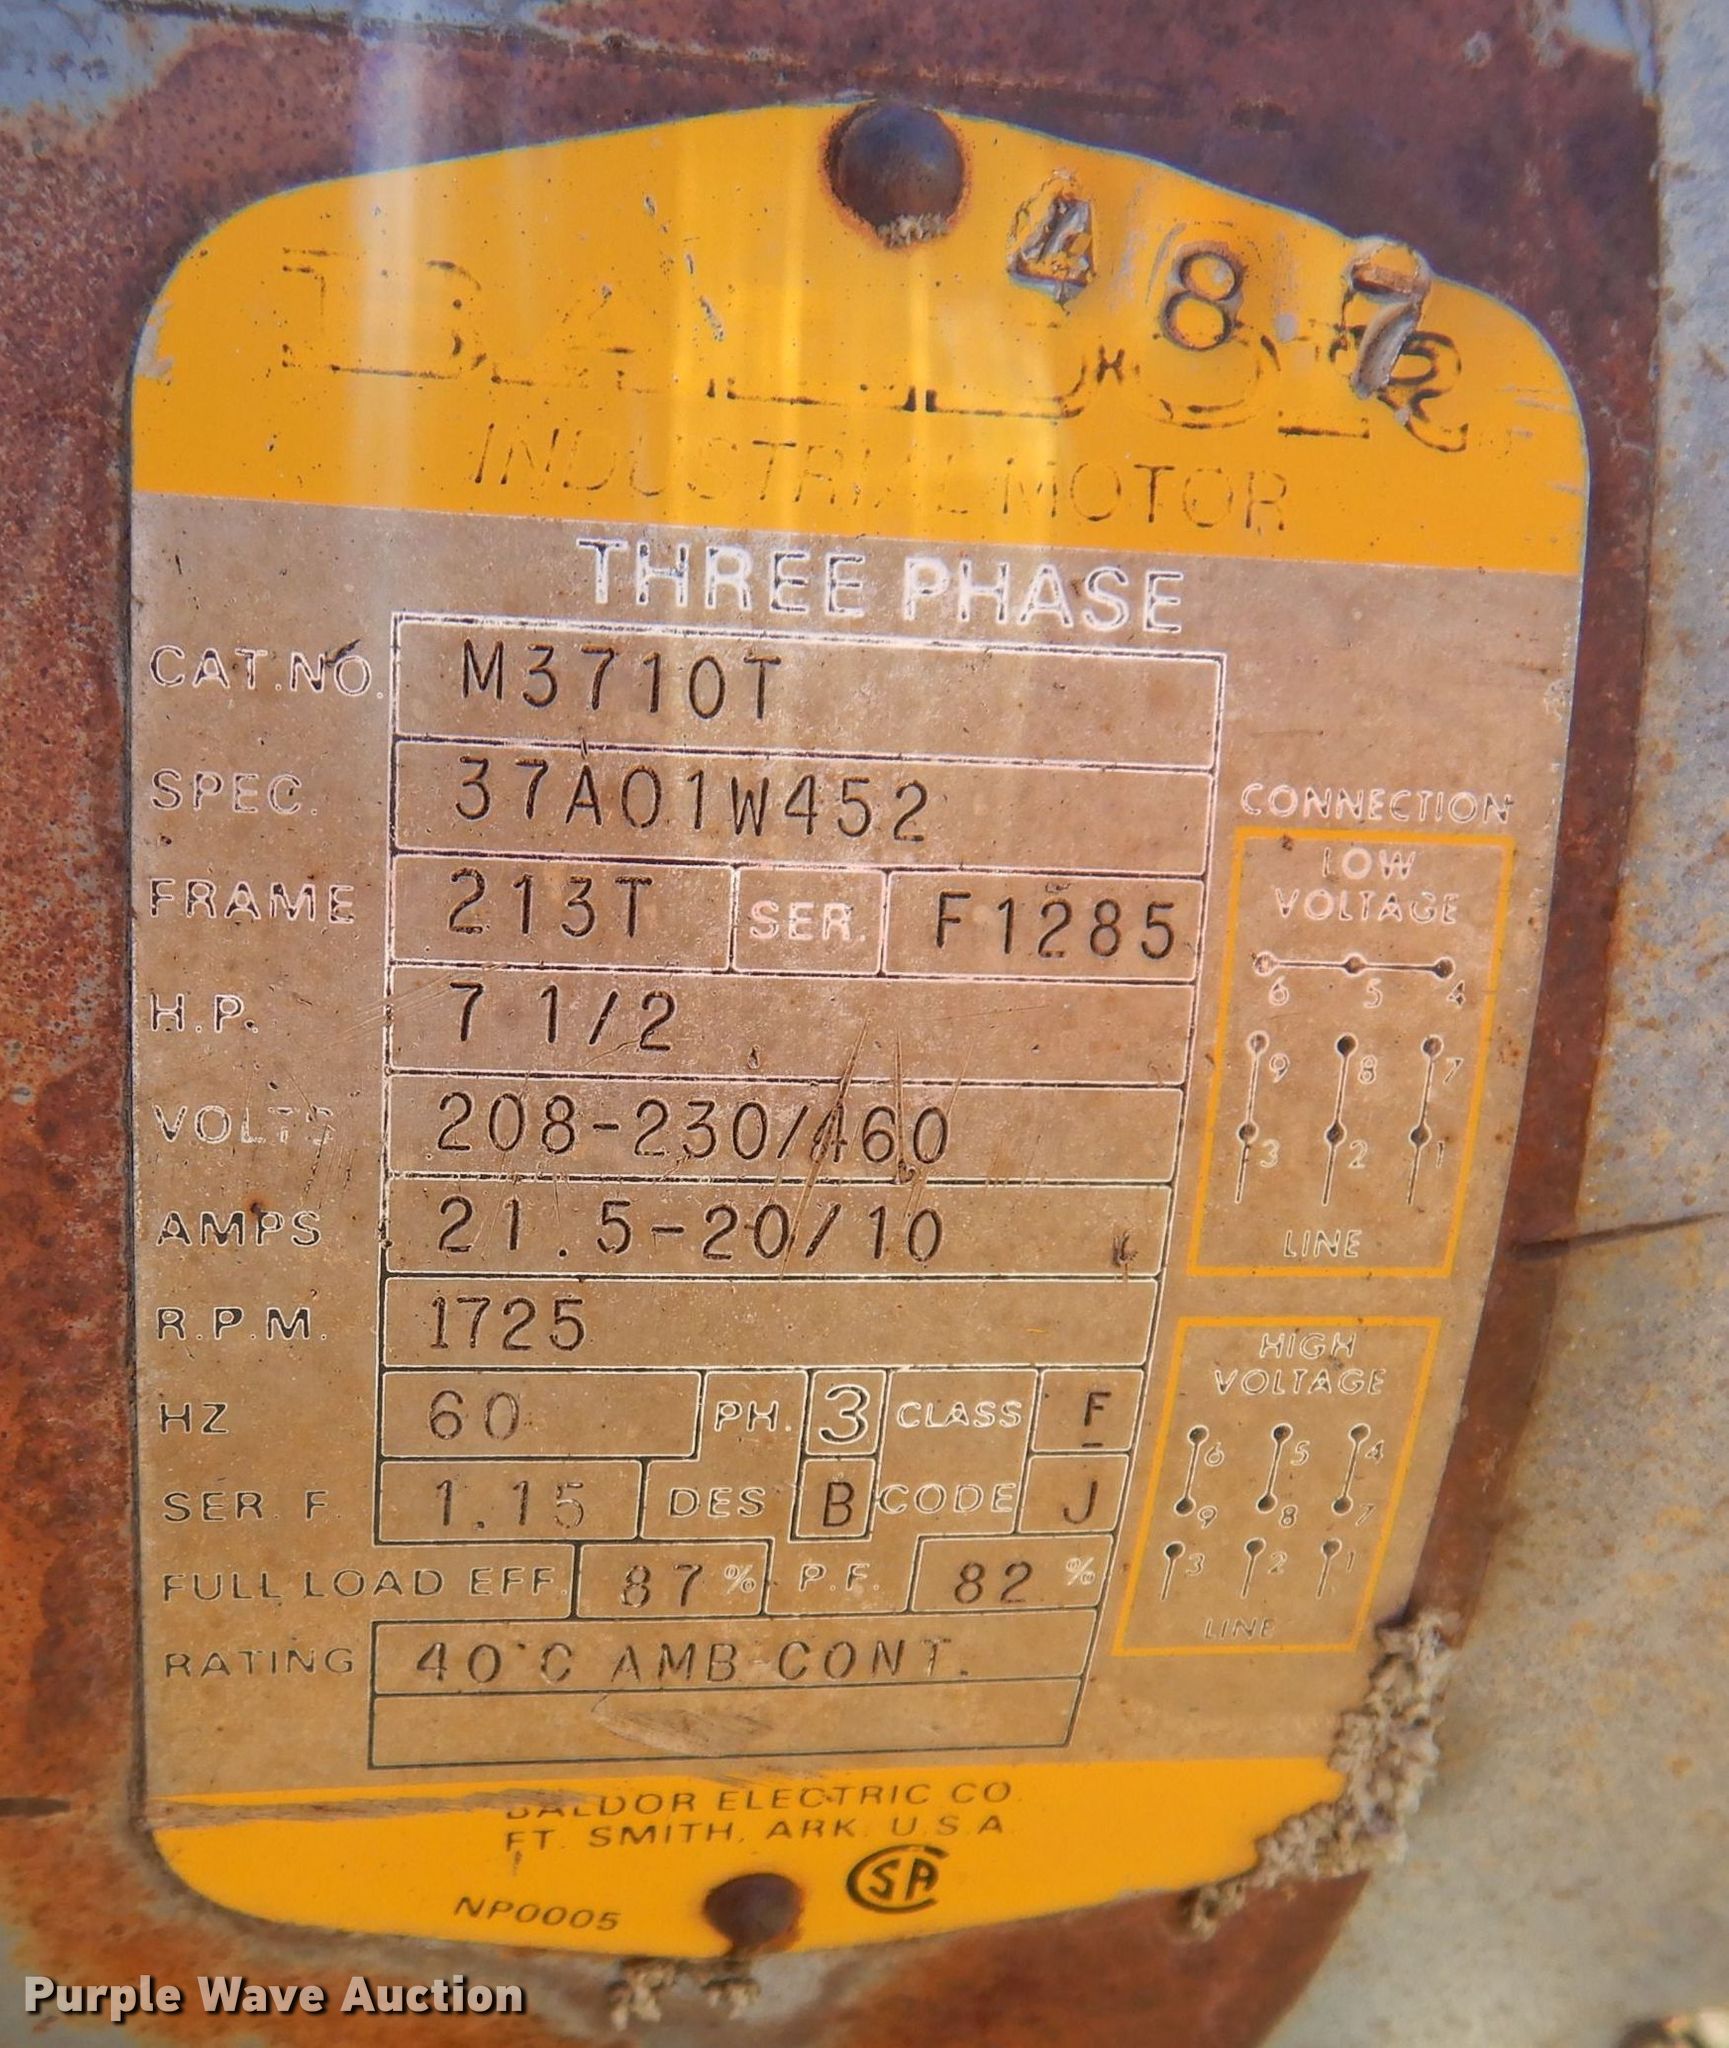 487
BALDOR
INDUSTRIAL MOTOR
THREE PHASE
CAT.NO. M3710T
SPEC. 37A01W452
FRAME 213T SER. F1285
H.P. 7 1/2
VOLTS 208-230/460
AMPS 21.5-20/10
R.P.M. 1725
HZ 60 PH. 3 CLASS F
SER. F. 1.15 DES B CODE J
FULL LOAD EFF. 87 % P.F. 82 %
RATING 40°C AMB-CONT.
CONNECTION
LOW
VOLTAGE
6 5 4
9 8 7
3 2 1
LINE
HIGH
VOLTAGE
6 5 4
9 8 7
3 2 1
LINE
BALDOR ELECTRIC CO.
FT. SMITH, ARK. U.S.A.
CSA
NP0005
Purple Wave Auction